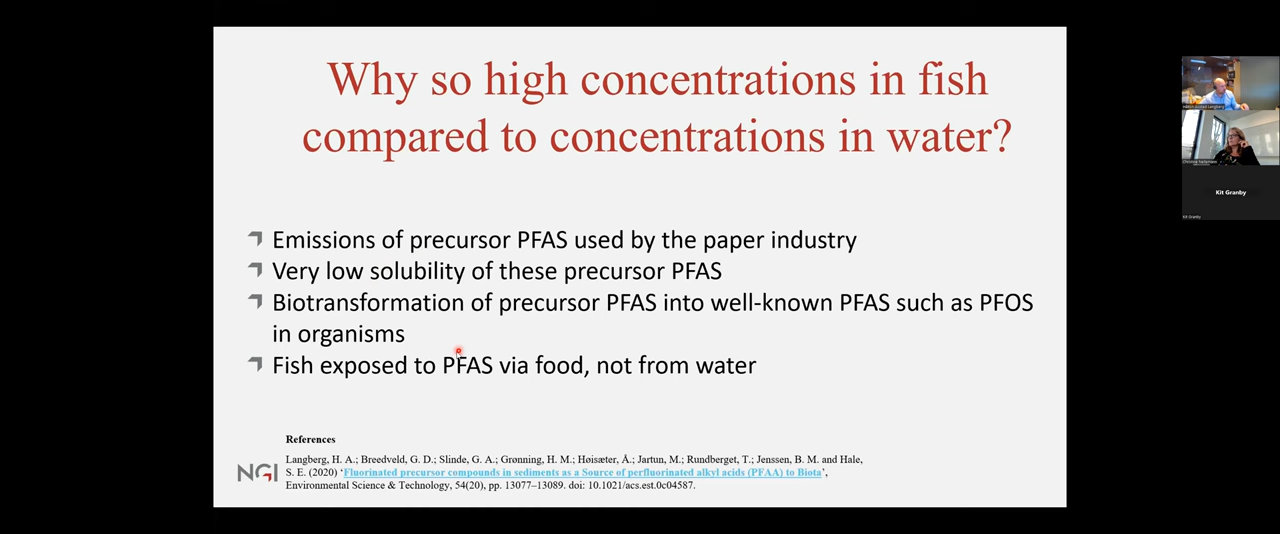 Why so high concentrations in fish
compared to concentrations in water?
Emissions of precursor PFAS used by the paper industry
Very low solubility of these precursor PFAS
Biotransformation of precursor PFAS into well-known PFAS such as PFOS
in organisms
Fish exposed to PFAS via food, not from water
References
Langberg, H. A.; Breedveld, G. D.; Slinde, G. A.; Grønning, H. M.; Høisæter, Å.; Jartun, M.; Rundberget, T.; Jenssen, B. M. and Hale,
S. E. (2020) ‘Fluorinated precursor compounds in sediments as a Source of perfluorinated alkyl acids (PFAA) to Biota’,
Environmental Science & Technology, 54(20), pp. 13077–13089. doi: 10.1021/acs.est.0c04587.
NGI
Kit Granby
Kit Granby